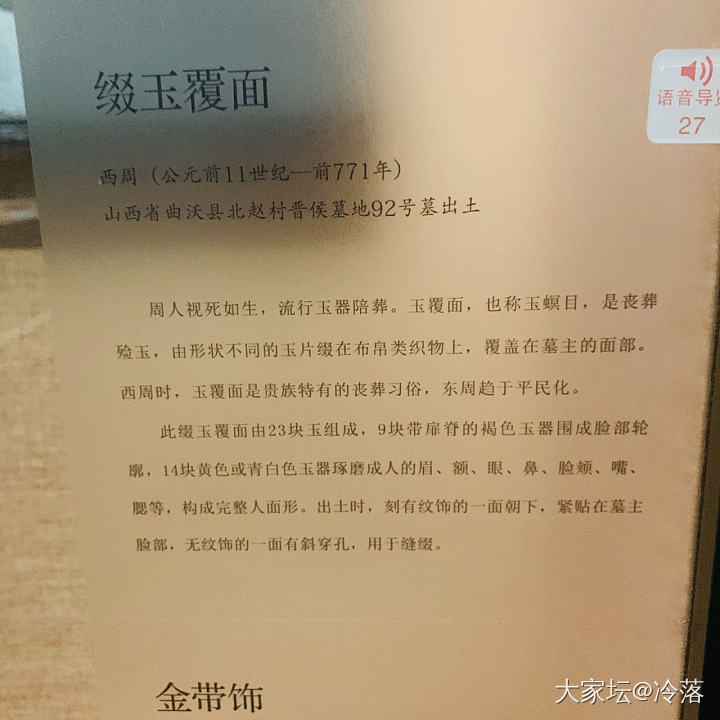 缀玉覆面
语音导览
27
西周（公元前11世纪—前771年）
山西省曲沃县北赵村晋侯墓地92号墓出土
周人视死如生，流行玉器陪葬。玉覆面，也称玉瞑目，是丧葬
殓玉，由形状不同的玉片缀在布帛类织物上，覆盖在墓主的面部。
西周时，玉覆面是贵族特有的丧葬习俗，东周趋于平民化。
此缀玉覆面由23块玉组成，9块带扉脊的褐色玉器围成脸部轮
廓，14块黄色或青白色玉器琢磨成人的眉、额、眼、鼻、脸颊、嘴、
腮等，构成完整人面形。出土时，刻有纹饰的一面朝下，紧贴在墓主
脸部，无纹饰的一面有斜穿孔，用于缝缀。
金带饰
大家坛@冷落